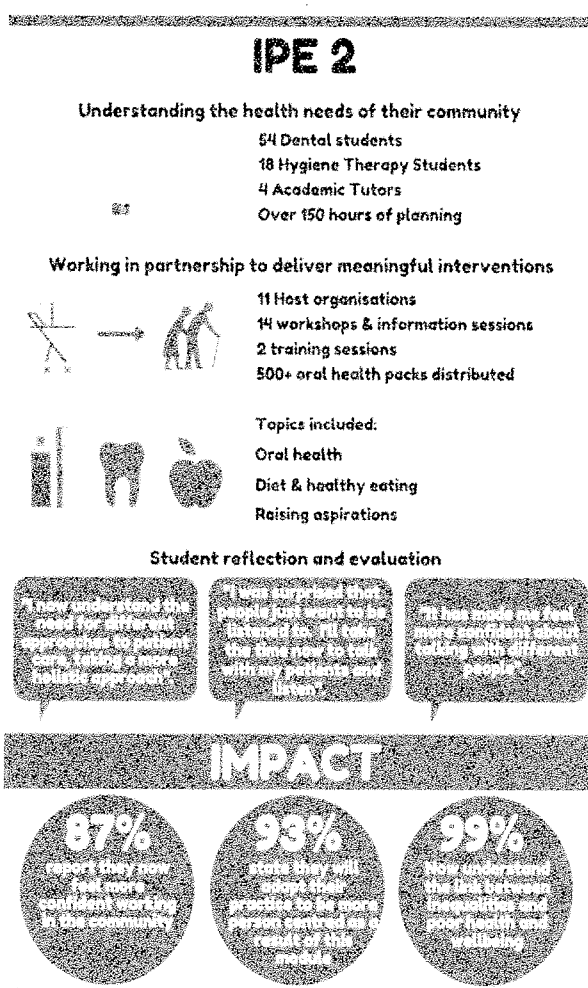 IPE 2
Understanding the health needs of their community
54 Dental students
18 Hygiene Therapy Students
4 Academic Tutors
Over 150 hours of planning
Working in partnership to deliver meaningful interventions
11 Host organisations
14 workshops & information sessions
2 training sessions
500+ oral health packs distributed
Topics included:
Oral health
Diet & healthy eating
Raising aspirations
Student reflection and evaluation
"I now understand the
need for different
approaches to patient
care, taking a more
holistic approach".
"I was surprised that
people just want to be
listened to. I'll take
the time now to talk
with my patients and
listen".
"It has made me feel
more confident about
talking with different
people"
IMPACT
87%
report they now
feel more
confident working
in the community
93%
state they will
adapt their
practice to be more
person centred as a
result of this
module
99%
Now understand
the link between
inequalities and
poor health and
wellbeing